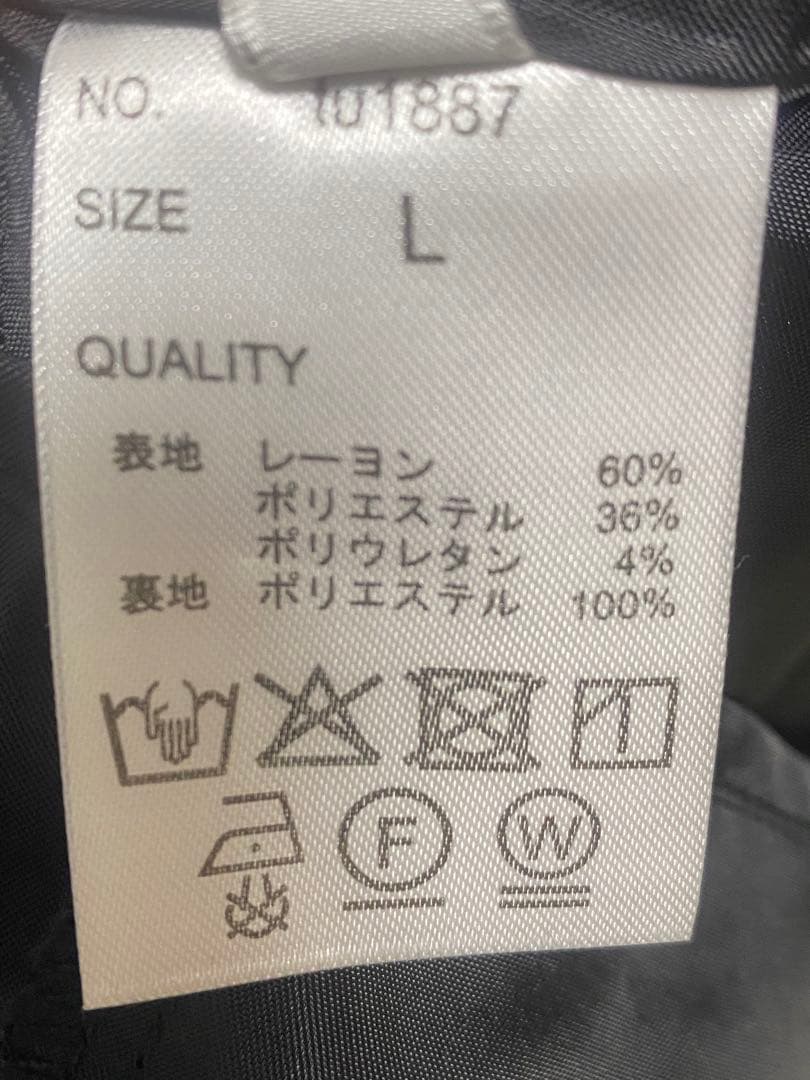 NO. t01887
SIZE L
QUALITY
表地 レーヨン 60%
ポリエステル 36%
ポリウレタン 4%
裏地 ポリエステル 100%
F W